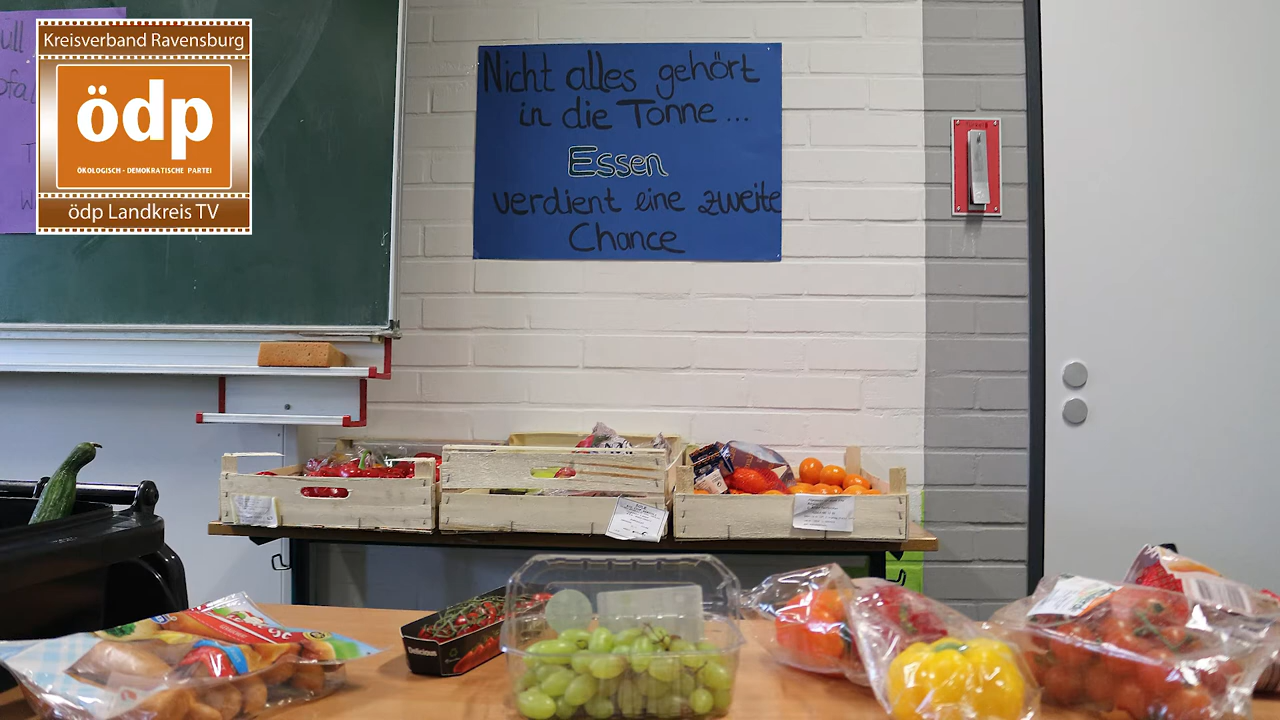 Kreisverband Ravensburg
ödp
ÖKOLOGISCH - DEMOKRATISCHE PARTEI
ödp Landkreis TV
Nicht alles gehört
in die Tonne ...
Essen
verdient eine zweite
Chance
Delicious